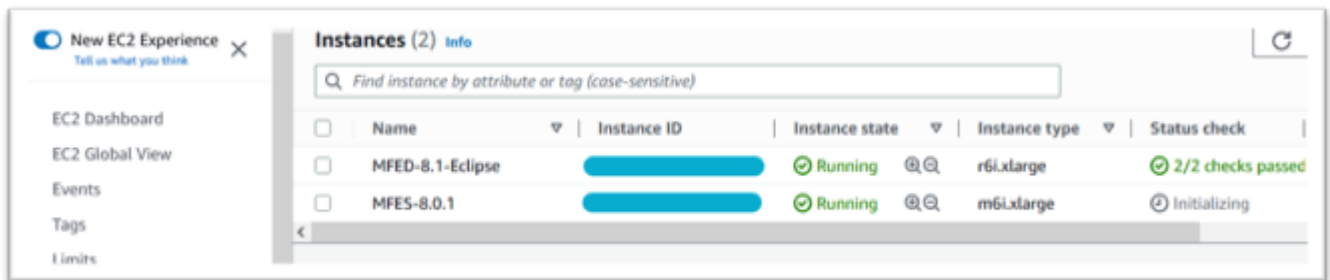 New EC2 Experience
Tell us what you think
EC2 Dashboard
EC2 Global View
Events
Tags
Limits
Instances (2) Info
Find instance by attribute or tag (case-sensitive)
Name Instance ID Instance state Instance type Status check
MFED-8.1-Eclipse Running r6i.xlarge 2/2 checks passed
MFES-8.0.1 Running m6i.xlarge Initializing